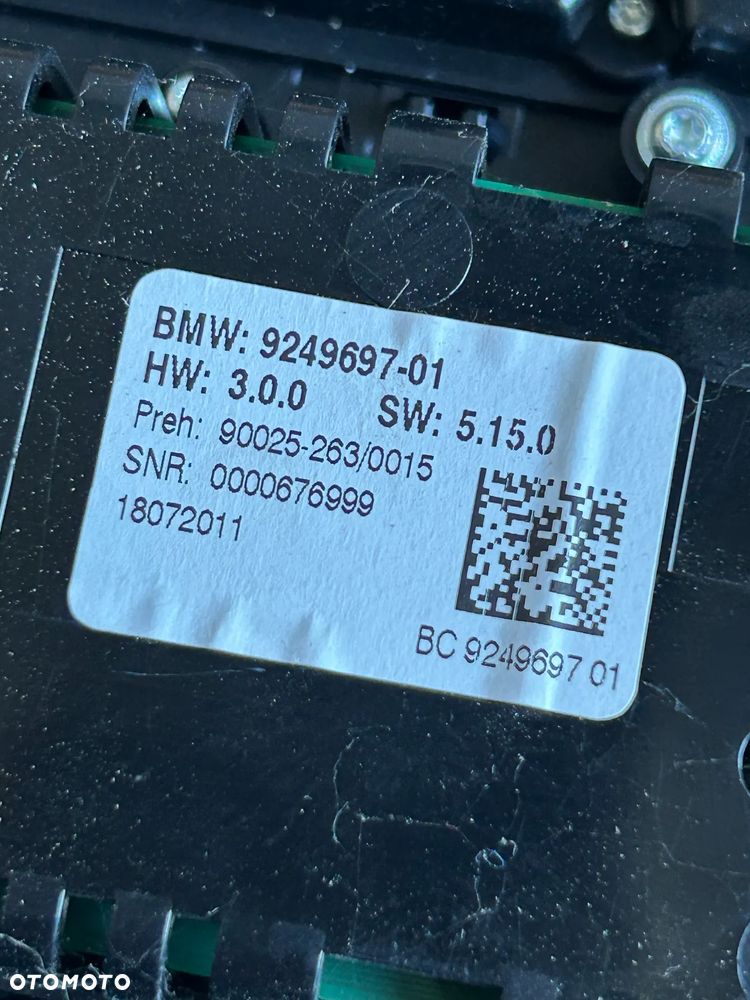 BMW: 9249697-01
HW: 3.0.0 SW: 5.15.0
Preh: 90025-263/0015
SNR: 0000676999
18072011
BC 9249697 01
OTOMOTO